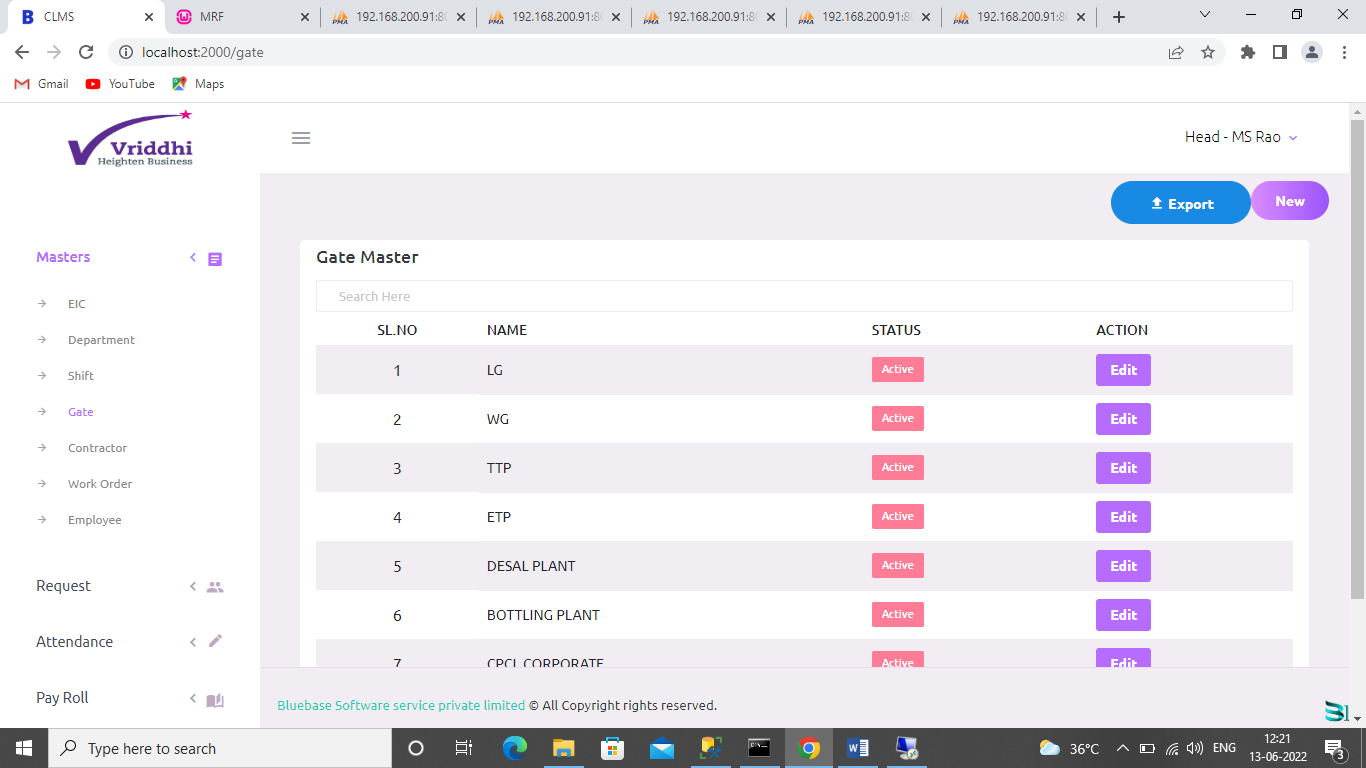 CLMS
MRF
192.168.200.91:8
192.168.200.91:8
192.168.200.91:8
192.168.200.91:8
192.168.200.91:8
localhost:2000/gate
Gmail
YouTube
Maps
Vriddhi
Heighten Business
Head - MS Rao
Export
New
Masters
EIC
Department
Shift
Gate
Contractor
Work Order
Employee
Request
Attendance
Pay Roll
Gate Master
Search Here
SL.NO NAME STATUS ACTION
1 LG Active Edit
2 WG Active Edit
3 TTP Active Edit
4 ETP Active Edit
5 DESAL PLANT Active Edit
6 BOTTLING PLANT Active Edit
7 CPCL CORPORATE Active Edit
Bluebase Software service private limited © All Copyright rights reserved.
Type here to search
36°C
ENG
12:21
13-06-2022
3